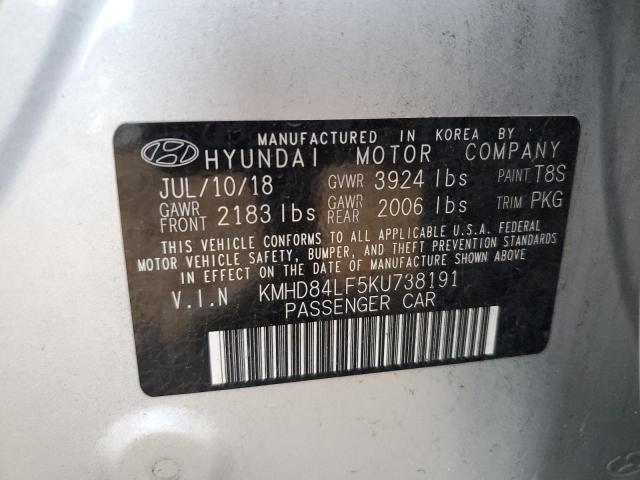 MANUFACTURED IN KOREA BY
HYUNDAI MOTOR COMPANY
JUL/10/18 GVWR 3924 lbs PAINT T8S
GAWR FRONT 2183 lbs GAWR REAR 2006 lbs TRIM PKG
THIS VEHICLE CONFORMS TO ALL APPLICABLE U.S.A. FEDERAL
MOTOR VEHICLE SAFETY, BUMPER, AND THEFT PREVENTION STANDARDS
IN EFFECT ON THE DATE OF MANUFACTURE SHOWN ABOVE.
V.I.N KMHD84LF5KU738191
PASSENGER CAR